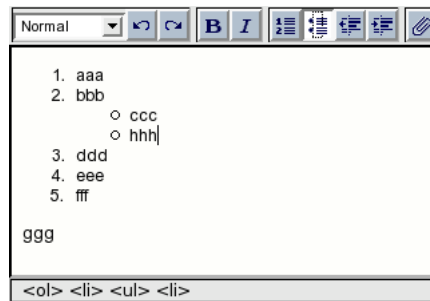 Normal B I
1. aaa
2. bbb
○ ccc
○ hhh
3. ddd
4. eee
5. fff
ggg
<ol> <li> <ul> <li>